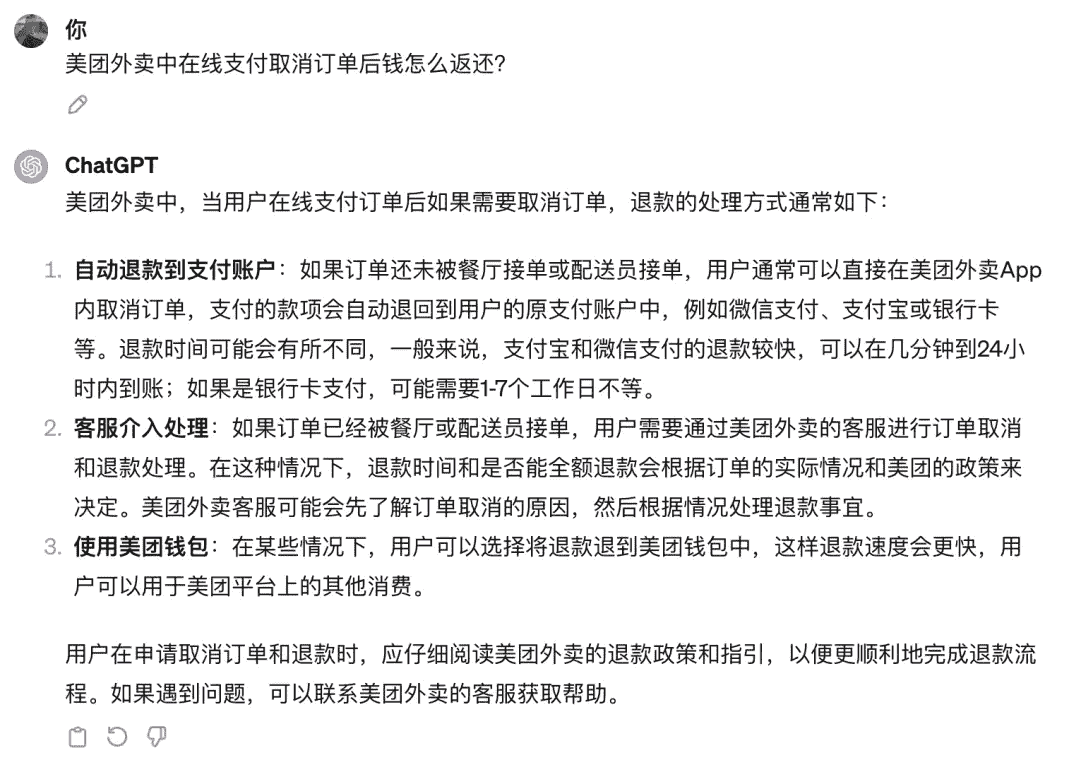 你
美团外卖中在线支付取消订单后钱怎么返还?
ChatGPT
美团外卖中，当用户在线支付订单后如果需要取消订单，退款的处理方式通常如下：
1. 自动退款到支付账户：如果订单还未被餐厅接单或配送员接单，用户通常可以直接在美团外卖App
内取消订单，支付的款项会自动退回到用户的原支付账户中，例如微信支付、支付宝或银行卡
等。退款时间可能会有所不同，一般来说，支付宝和微信支付的退款较快，可以在几分钟到24小
时内到账；如果是银行卡支付，可能需要1-7个工作日不等。
2. 客服介入处理：如果订单已经被餐厅或配送员接单，用户需要通过美团外卖的客服进行订单取消
和退款处理。在这种情况下，退款时间和是否能全额退款会根据订单的实际情况和美团的政策来
决定。美团外卖客服可能会先了解订单取消的原因，然后根据情况处理退款事宜。
3. 使用美团钱包：在某些情况下，用户可以选择将退款退到美团钱包中，这样退款速度会更快，用
户可以用于美团平台上的其他消费。
用户在申请取消订单和退款时，应仔细阅读美团外卖的退款政策和指引，以便更顺利地完成退款流
程。如果遇到问题，可以联系美团外卖的客服获取帮助。